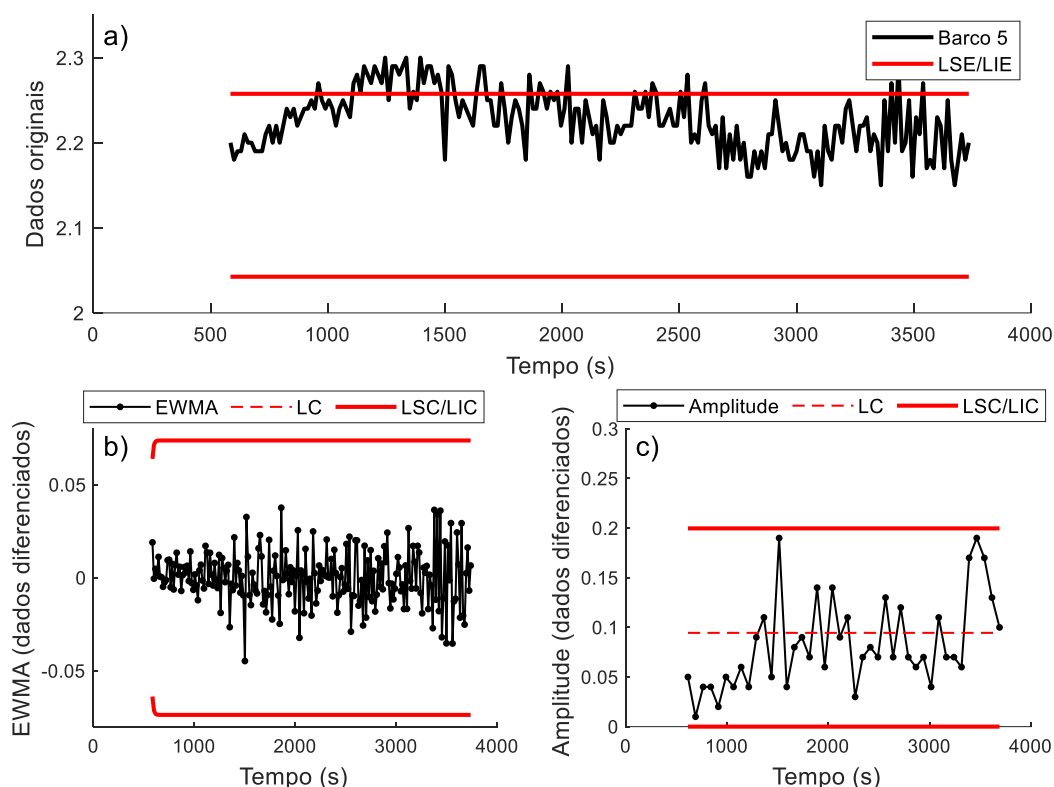 a)
Barco 5
LSE/LIE
Dados originais
2.3
2.2
2.1
2
0
500
1000
1500
2000
2500
3000
3500
4000
Tempo (s)
EWMA
LC
LSC/LIC
b)
EWMA (dados diferenciados)
0.05
0
-0.05
0
1000
2000
3000
4000
Tempo (s)
Amplitude
LC
LSC/LIC
c)
Amplitude (dados diferenciados)
0.3
0.25
0.2
0.15
0.1
0.05
0
0
1000
2000
3000
4000
Tempo (s)